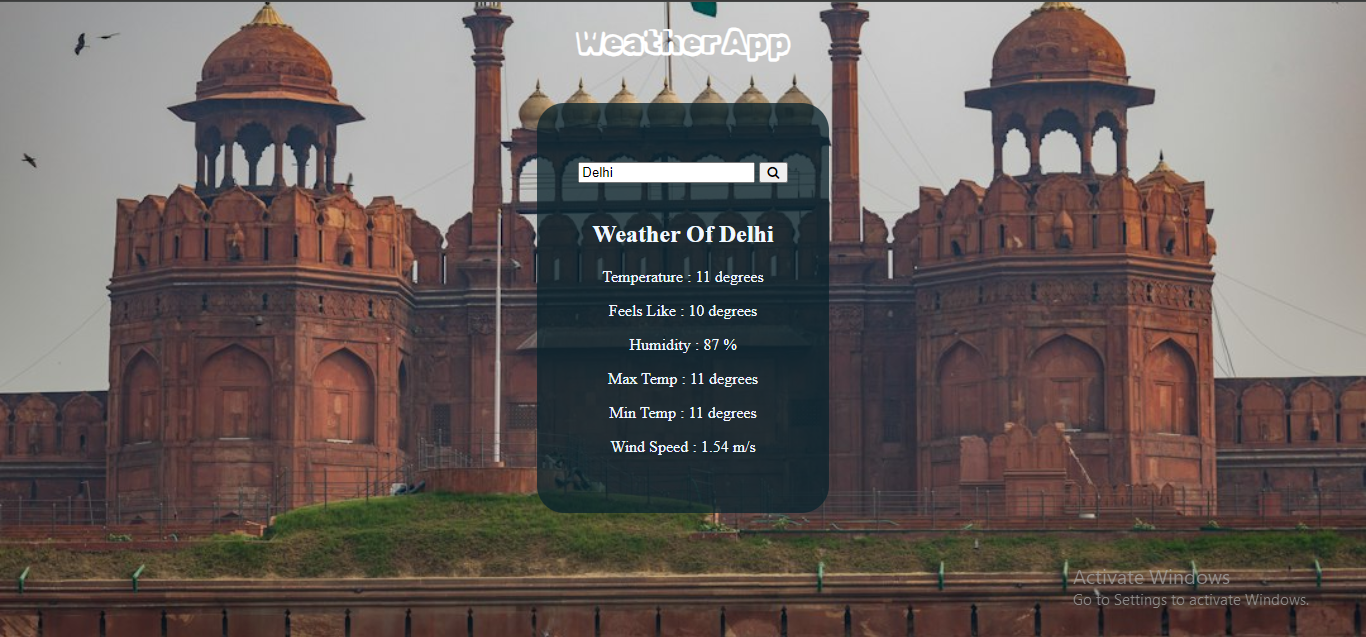 Weather App
Delhi
Weather Of Delhi
Temperature : 11 degrees
Feels Like : 10 degrees
Humidity : 87 %
Max Temp : 11 degrees
Min Temp : 11 degrees
Wind Speed : 1.54 m/s
Activate Windows
Go to Settings to activate Windows.